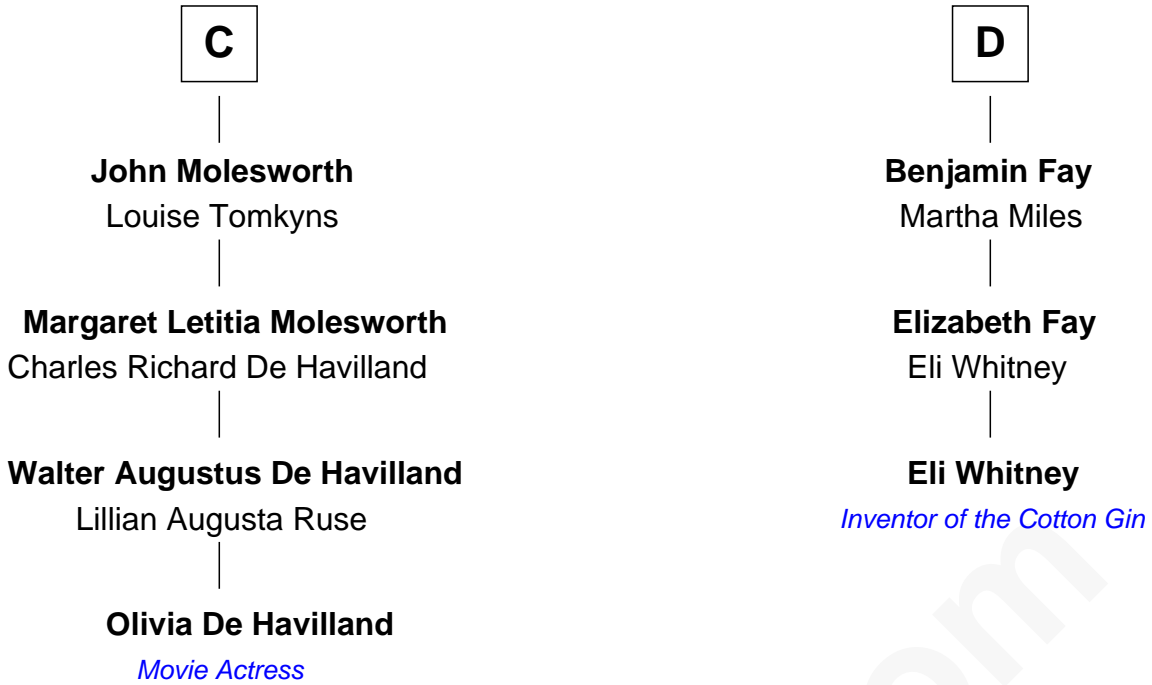 C
John Molesworth
Louise Tomkyns
Margaret Letitia Molesworth
Charles Richard De Havilland
Walter Augustus De Havilland
Lillian Augusta Ruse
Olivia De Havilland
Movie Actress
D
Benjamin Fay
Martha Miles
Elizabeth Fay
Eli Whitney
Eli Whitney
Inventor of the Cotton Gin
om